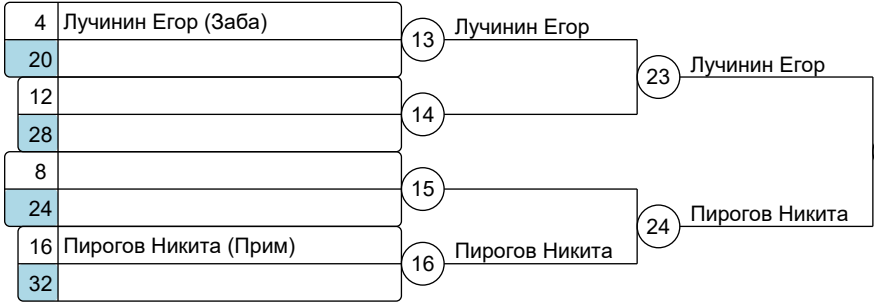 4 Лучинин Егор (Заба)
20
13 Лучинин Егор
12
28
14
23 Лучинин Егор
8
24
15
16 Пирогов Никита (Прим)
32
16 Пирогов Никита
24 Пирогов Никита